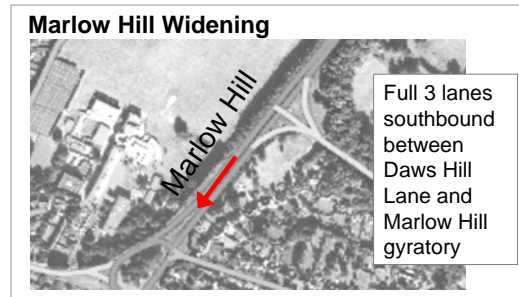 Marlow Hill Widening
Marlow Hill
Full 3 lanes
southbound
between
Daws Hill
Lane and
Marlow Hill
gyratory